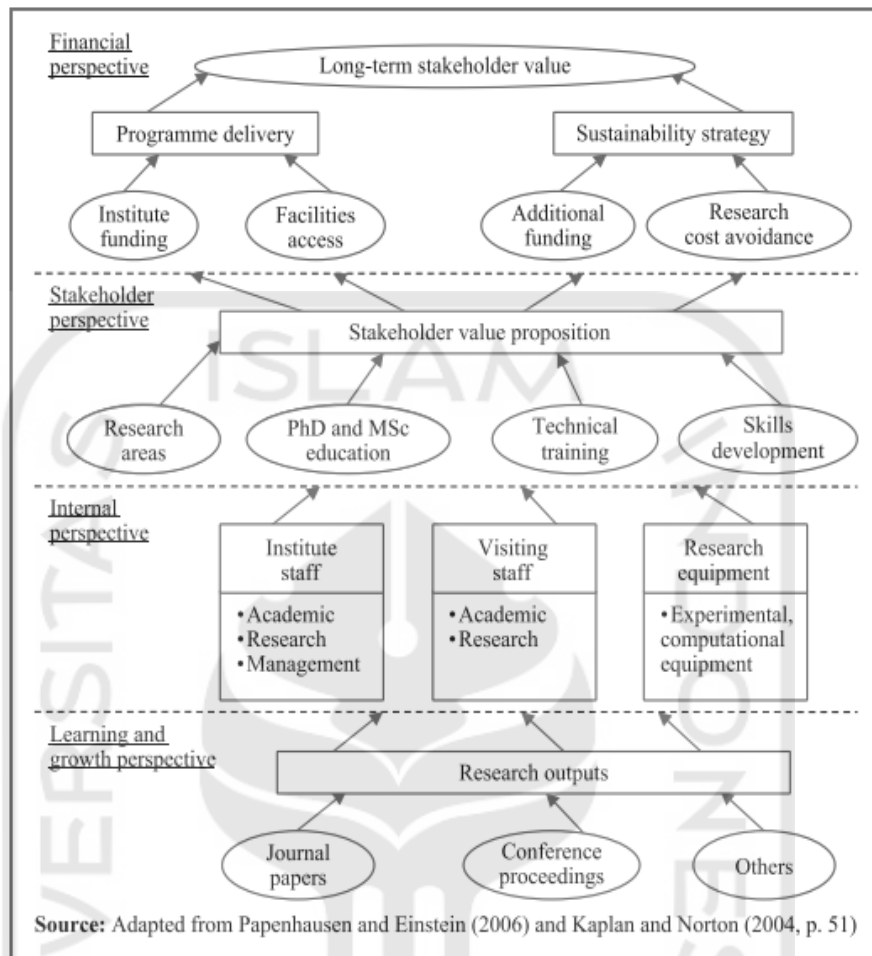 Financial
perspective
Long-term stakeholder value
Programme delivery
Sustainability strategy
Institute
funding
Facilities
access
Additional
funding
Research
cost avoidance
Stakeholder
perspective
Stakeholder value proposition
Research
areas
PhD and MSc
education
Technical
training
Skills
development
Internal
perspective
Institute
staff
•Academic
•Research
•Management
Visiting
staff
•Academic
•Research
Research
equipment
•Experimental,
computational
equipment
Learning and
growth perspective
Research outputs
Journal
papers
Conference
proceedings
Others
Source: Adapted from Papenhausen and Einstein (2006) and Kaplan and Norton (2004, p. 51)
ISLAM
VERSITAS
INDONES